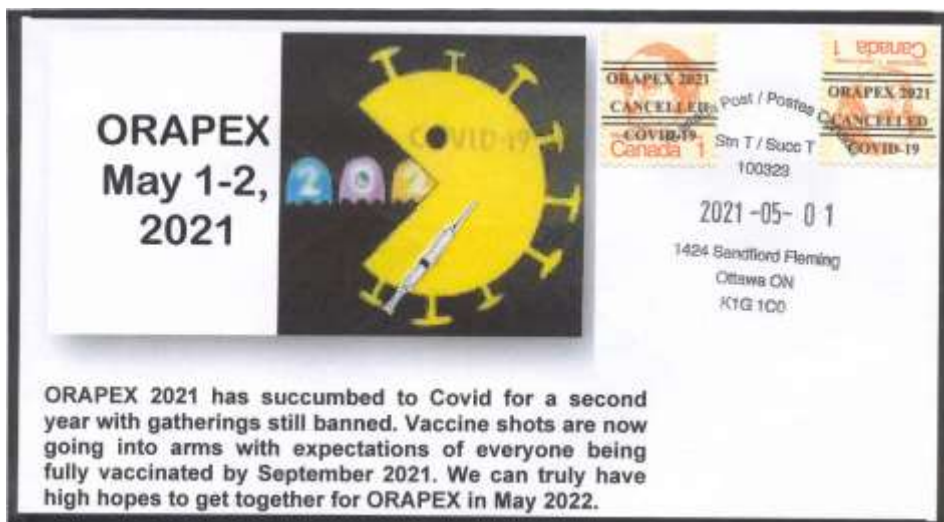 ORAPEX
May 1-2,
2021
COVID-19
2 0 2
Canada 1
ORAPEX 2021
CANCELLED
COVID-19
Canada 1
ORAPEX 2021
CANCELLED
COVID-19
Post / Postes
Stn T / Succ T
100323
2021 -05- 01
1424 Sandford Fleming
Ottawa ON
K1G 1C0
ORAPEX 2021 has succumbed to Covid for a second
year with gatherings still banned. Vaccine shots are now
going into arms with expectations of everyone being
fully vaccinated by September 2021. We can truly have
high hopes to get together for ORAPEX in May 2022.